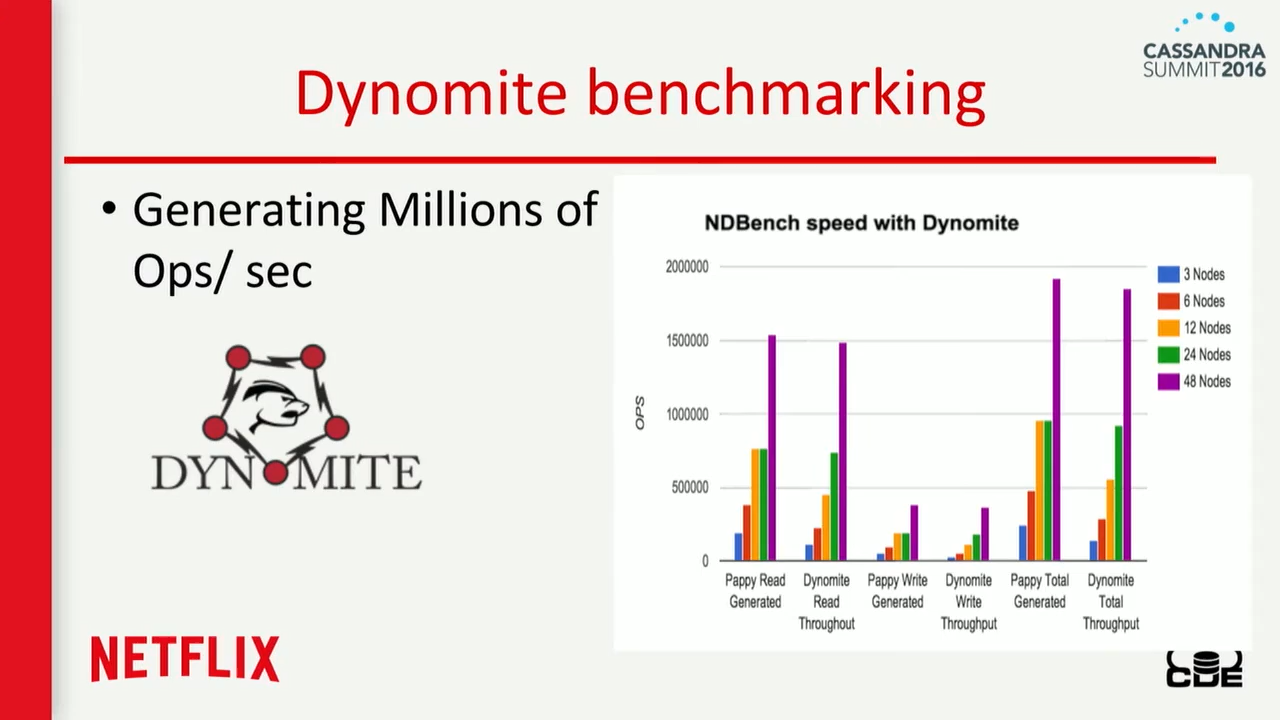 CASSANDRA
SUMMIT2016
Dynomite benchmarking
• Generating Millions of
Ops/ sec
DYNOMITE
NETFLIX
NDBench speed with Dynomite
OPS
2000000
1500000
1000000
500000
0
Pappy Read
Generated
Dynomite
Read
Throughout
Pappy Write
Generated
Dynomite
Write
Throughput
Pappy Total
Generated
Dynomite
Total
Throughput
3 Nodes
6 Nodes
12 Nodes
24 Nodes
48 Nodes
CDE